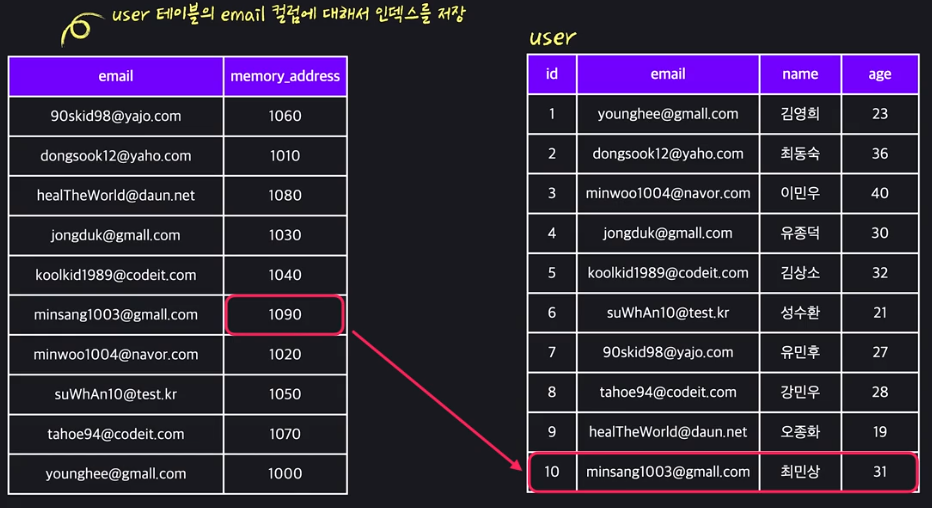 user 테이블의 email 컬럼에 대해서 인덱스를 저장
email memory_address
90skid98@yajo.com 1060
dongsook12@yaho.com 1010
healTheWorld@daun.net 1080
jongduk@gmall.com 1030
koolkid1989@codeit.com 1040
minsang1003@gmall.com 1090
minwoo1004@navor.com 1020
suWhAn10@test.kr 1050
tahoe94@codeit.com 1070
younghee@gmall.com 1000
user
id email name age
1 younghee@gmall.com 김영희 23
2 dongsook12@yaho.com 최동숙 36
3 minwoo1004@navor.com 이민우 40
4 jongduk@gmall.com 유종덕 30
5 koolkid1989@codeit.com 김상소 32
6 suWhAn10@test.kr 성수환 21
7 90skid98@yajo.com 유민후 27
8 tahoe94@codeit.com 강민우 28
9 healTheWorld@daun.net 오종화 19
10 minsang1003@gmall.com 최민상 31